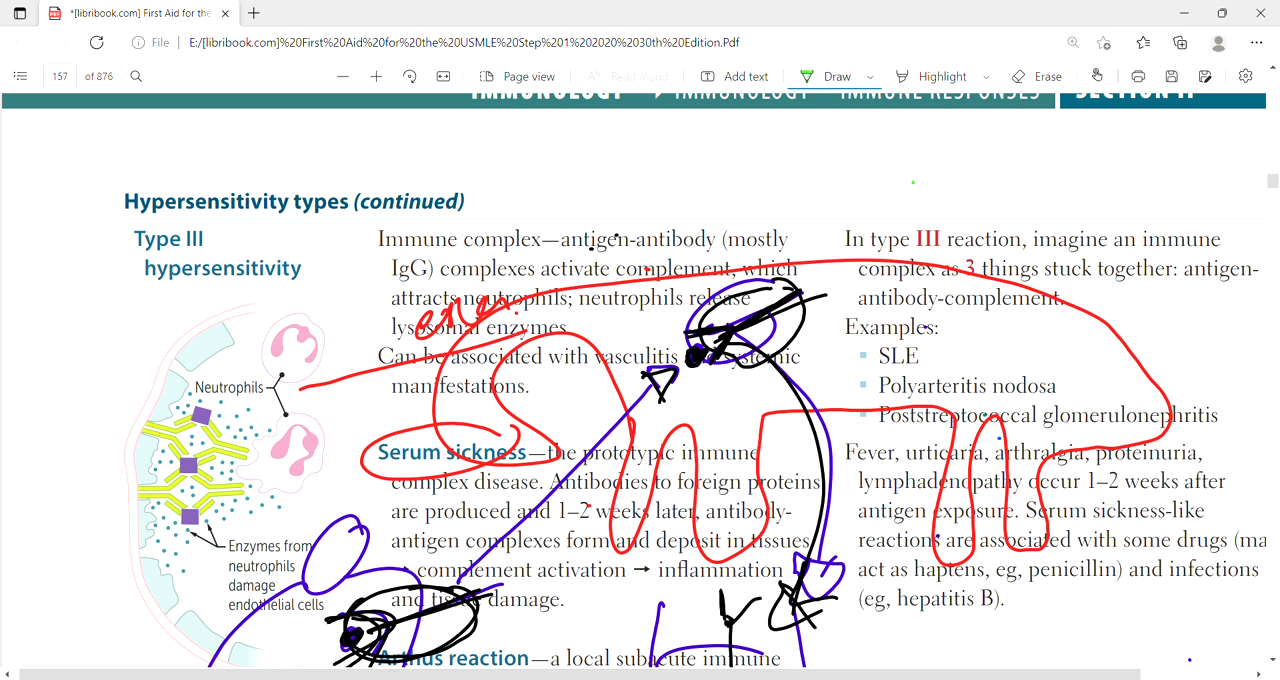 *[libribook.com] First Aid for the
File
E:/[libribook.com]%20First%20Aid%20for%20the%20USMLE%20Step%201%202020%2030th%20Edition.Pdf
157 of 876
Page view
Read aloud
Add text
Draw
Highlight
Erase
IMMUNOLOGY IMMUNOLOGY—IMMUNE RESPONSES SECTION II
Hypersensitivity types (continued)
Type III
hypersensitivity
Immune complex—antigen-antibody (mostly
IgG) complexes activate complement, which
attracts neutrophils; neutrophils release
lysosomal enzymes.
Can be associated with vasculitis and systemic
manifestations.
In type III reaction, imagine an immune
complex as 3 things stuck together: antigen-
antibody-complement.
Examples:
SLE
Polyarteritis nodosa
Poststreptococcal glomerulonephritis
Neutrophils
Enzymes from
neutrophils
damage
endothelial cells
Serum sickness—the prototypic immune
complex disease. Antibodies to foreign proteins
are produced and 1–2 weeks later, antibody-
antigen complexes form and deposit in tissues
→ complement activation → inflammation
and tissue damage.
Fever, urticaria, arthralgia, proteinuria,
lymphadenopathy occur 1–2 weeks after
antigen exposure. Serum sickness-like
reactions are associated with some drugs (ma
act as haptens, eg, penicillin) and infections
(eg, hepatitis B).
Arthus reaction—a local subacute immune